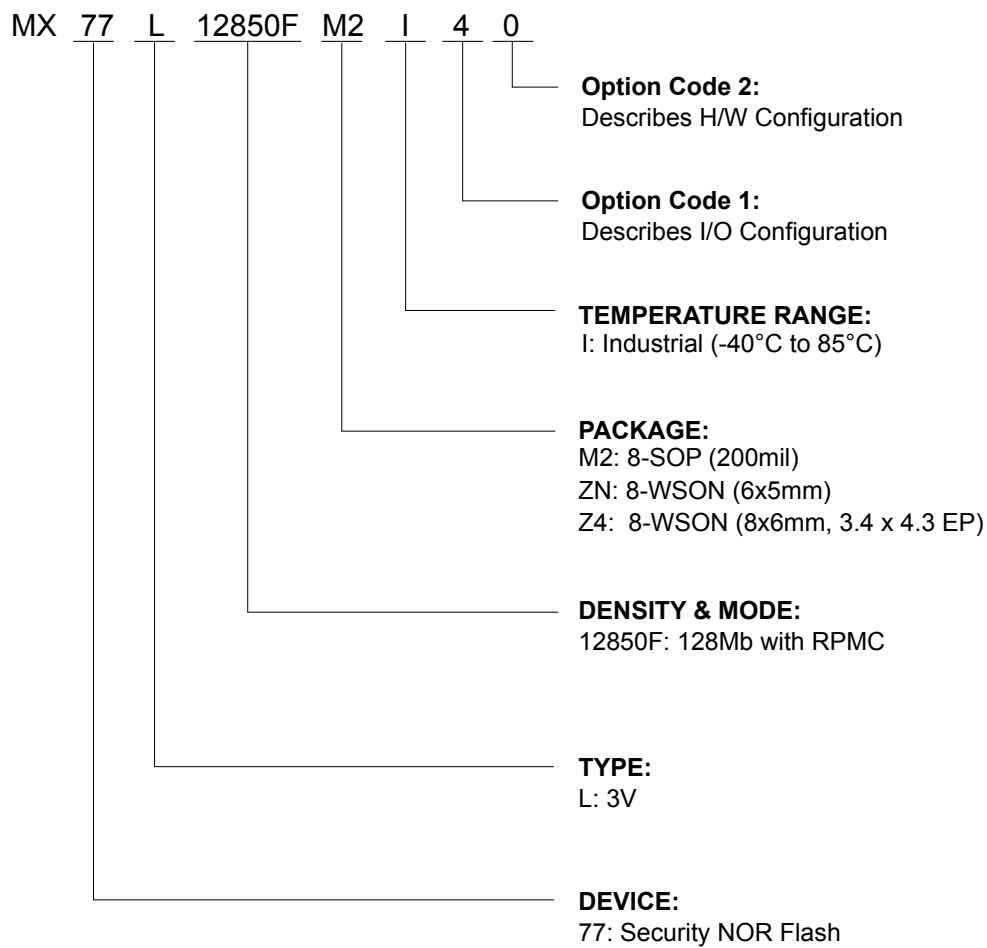 MX 77 L 12850F M2 I 4 0
Option Code 2:
Describes H/W Configuration
Option Code 1:
Describes I/O Configuration
TEMPERATURE RANGE:
I: Industrial (-40°C to 85°C)
PACKAGE:
M2: 8-SOP (200mil)
ZN: 8-WSON (6x5mm)
Z4: 8-WSON (8x6mm, 3.4 x 4.3 EP)
DENSITY & MODE:
12850F: 128Mb with RPMC
TYPE:
L: 3V
DEVICE:
77: Security NOR Flash